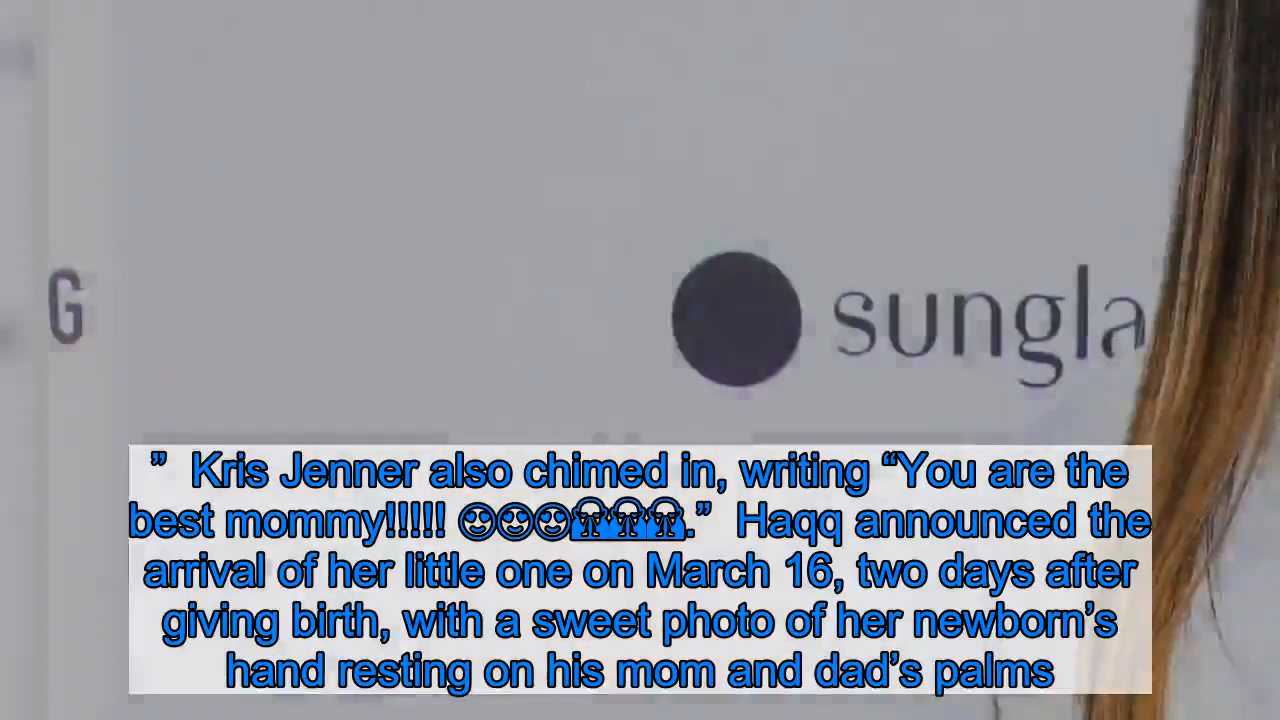 G
sungla
” Kris Jenner also chimed in, writing “You are the
best mommy!!!!! 😍😍😍🙏🙏🙏.” Haqq announced the
arrival of her little one on March 16, two days after
giving birth, with a sweet photo of her newborn’s
hand resting on his mom and dad’s palms